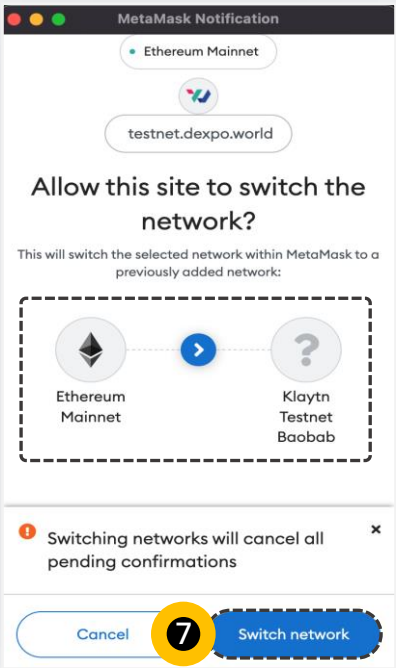 MetaMask Notification
Ethereum Mainnet
testnet.dexpo.world
Allow this site to switch the
network?
This will switch the selected network within MetaMask to a
previously added network:
?
Ethereum
Mainnet
Klaytn
Testnet
Baobab
Switching networks will cancel all
pending confirmations
Cancel
7
Switch network